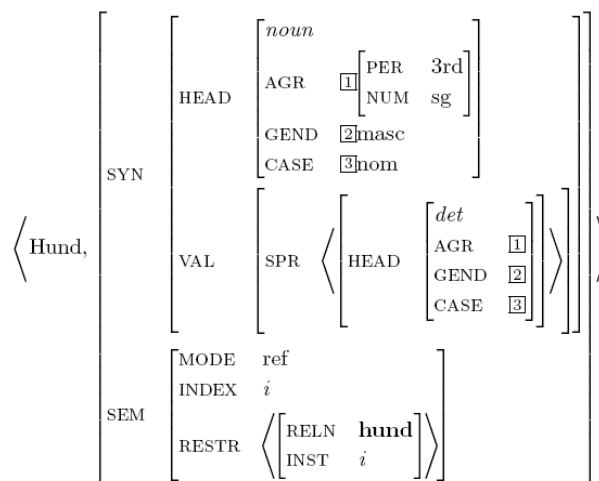 noun
AGR 1 PER 3rd
NUM sg
HEAD
GEND 2 masc
CASE 3 nom
SYN
det
⟨Hund,
VAL SPR ⟨ HEAD AGR 1 ⟩
GEND 2
CASE 3
MODE ref
INDEX i
SEM
RESTR ⟨ RELN hund ⟩
INST i